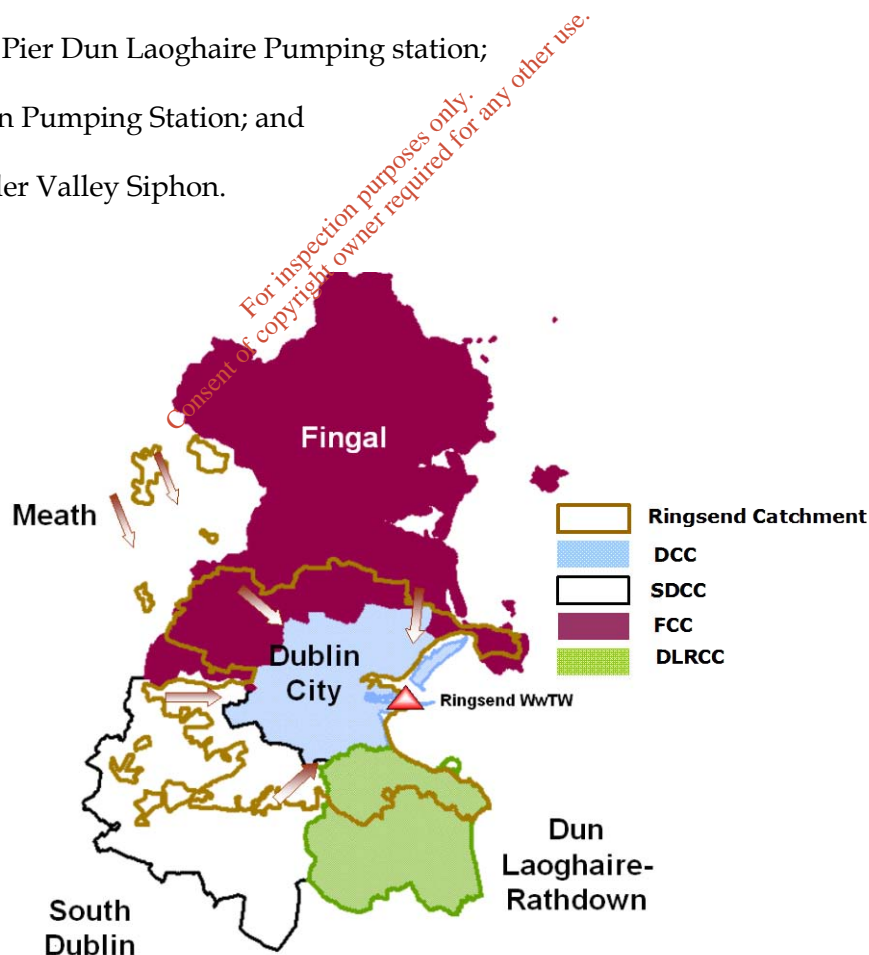 Pier Dun Laoghaire Pumping station;
n Pumping Station; and
ler Valley Siphon.
For inspection purposes only.
Consent of copyright owner required for any other use.
Fingal
Meath
Ringsend Catchment
DCC
SDCC
FCC
DLRCC
Dublin
City
Ringsend WwTW
Dun
Laoghaire-
Rathdown
South
Dublin